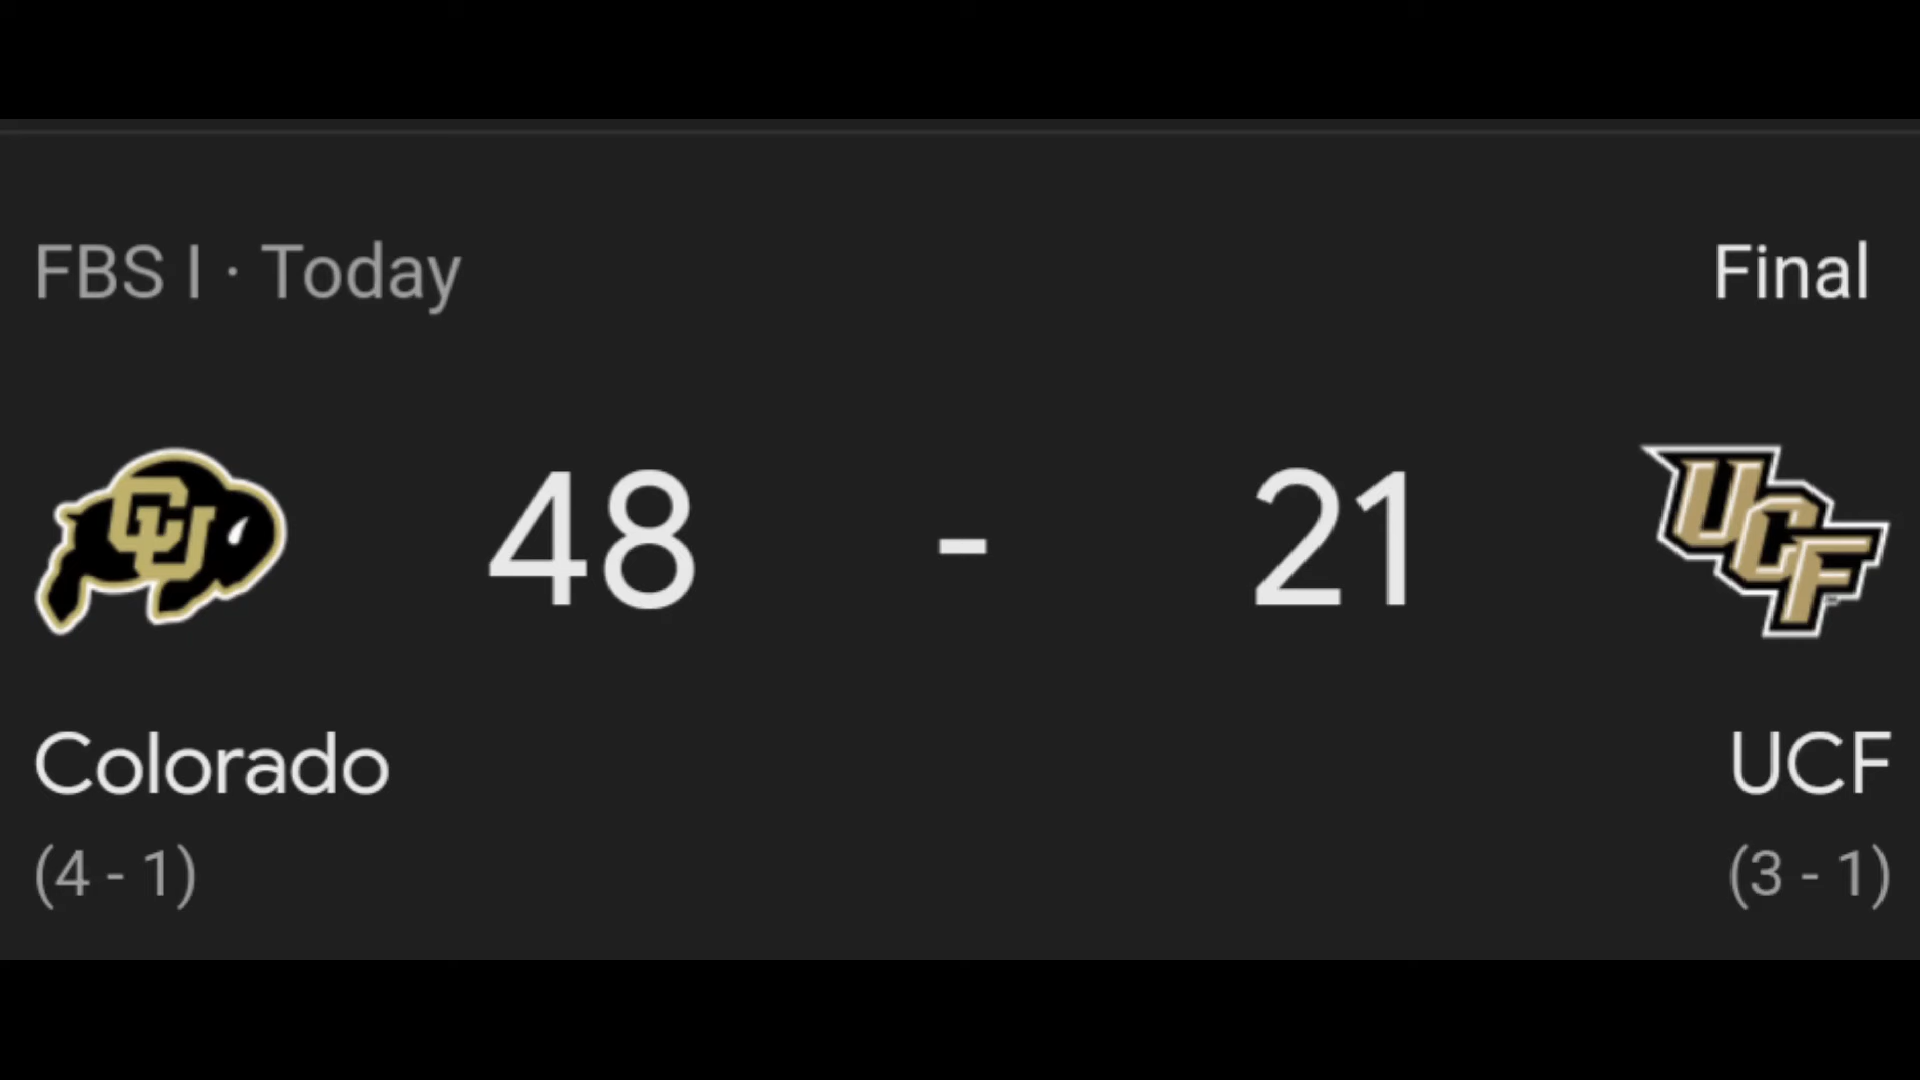 FBS I · Today Final
CU 48 - 21 UCF
Colorado UCF
(4 - 1) (3 - 1)